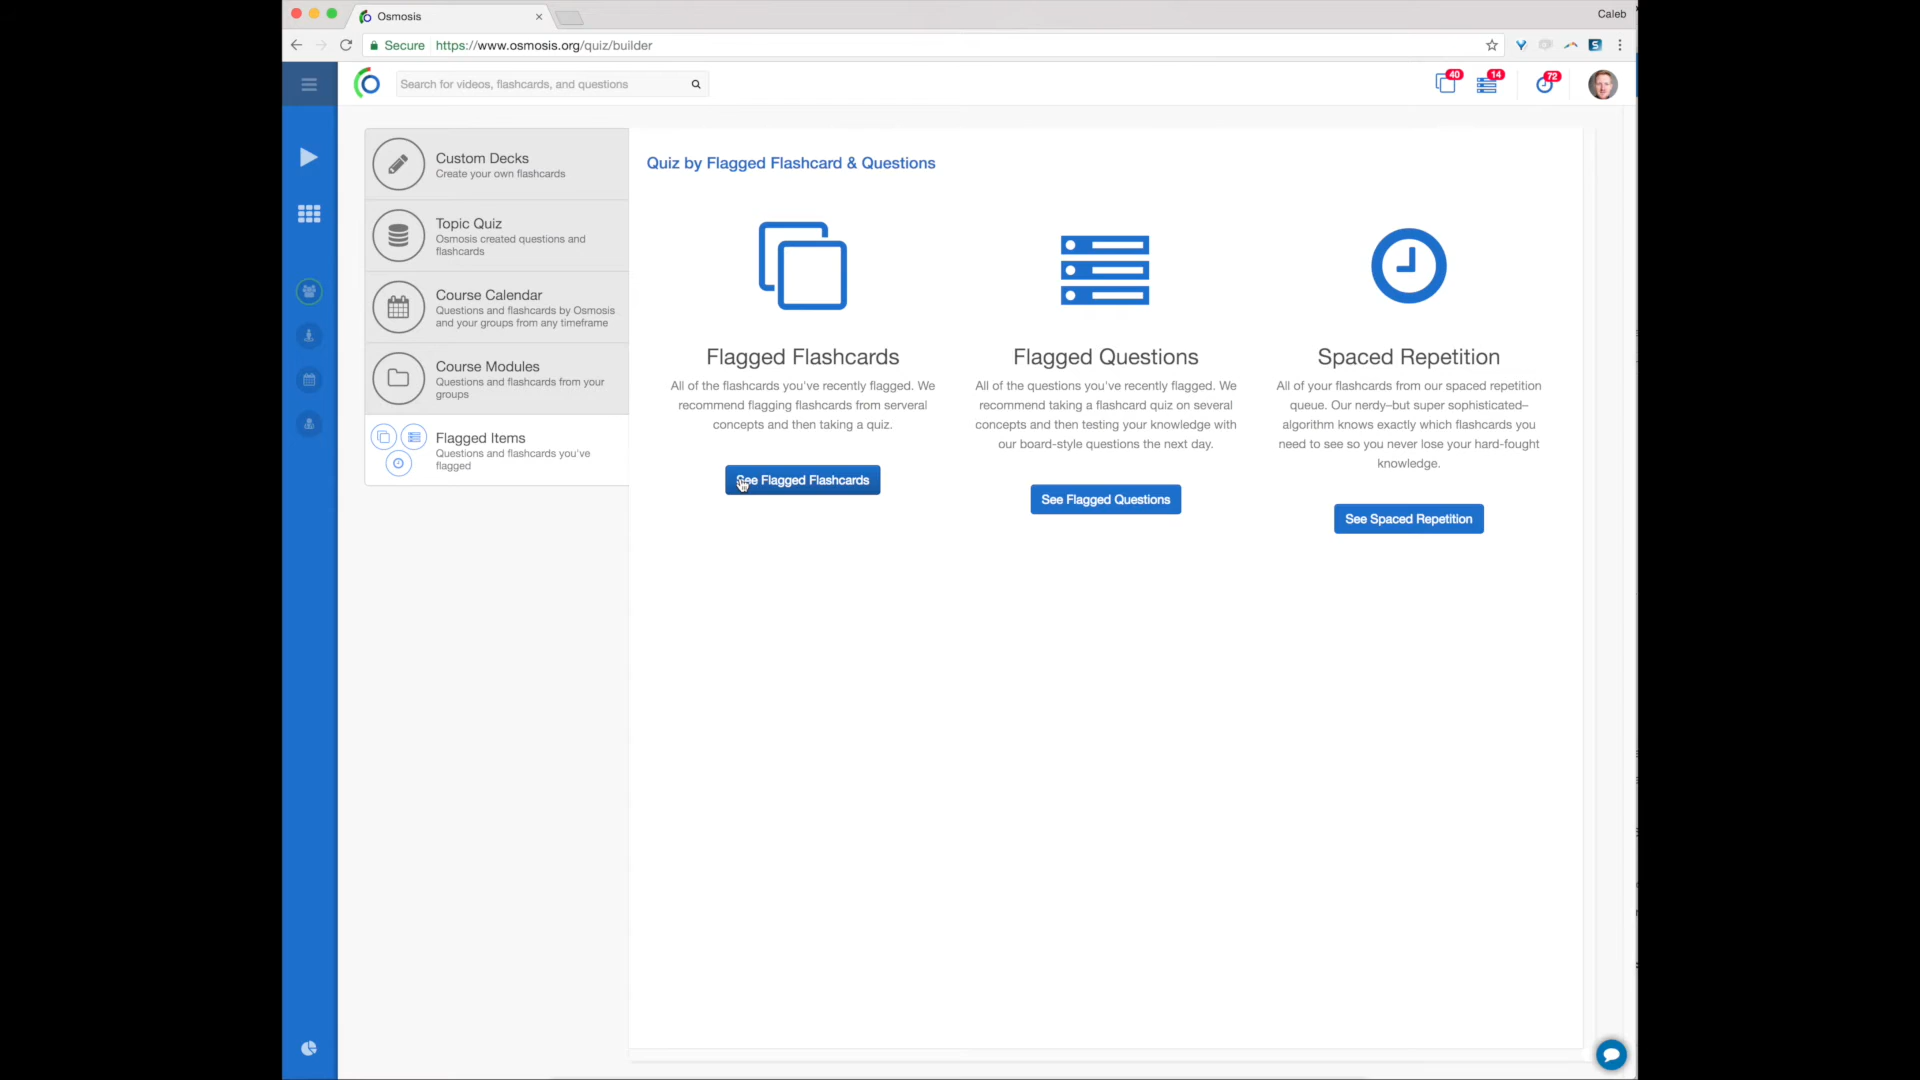 Osmosis
Caleb
Secure https://www.osmosis.org/quiz/builder
Search for videos, flashcards, and questions
40
14
72
Custom Decks
Create your own flashcards
Topic Quiz
Osmosis created questions and
flashcards
Course Calendar
Questions and flashcards by Osmosis
and your groups from any timeframe
Course Modules
Questions and flashcards from your
groups
Flagged Items
Questions and flashcards you've
flagged
Quiz by Flagged Flashcard & Questions
Flagged Flashcards
All of the flashcards you've recently flagged. We
recommend flagging flashcards from serveral
concepts and then taking a quiz.
See Flagged Flashcards
Flagged Questions
All of the questions you've recently flagged. We
recommend taking a flashcard quiz on several
concepts and then testing your knowledge with
our board-style questions the next day.
See Flagged Questions
Spaced Repetition
All of your flashcards from our spaced repetition
queue. Our nerdy–but super sophisticated–
algorithm knows exactly which flashcards you
need to see so you never lose your hard-fought
knowledge.
See Spaced Repetition